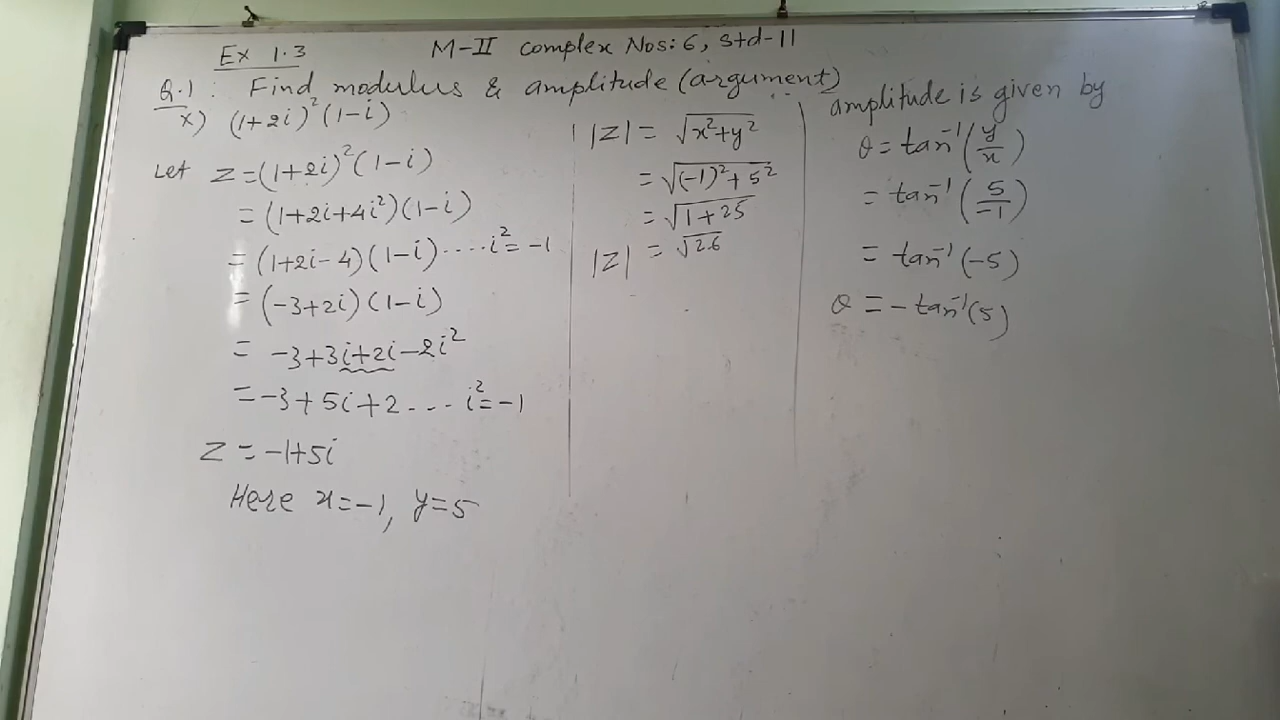 Ex 1.3 M-II complex Nos: 6, std-11
Q.1 : Find modulus & amplitude (argument)
x) (1+2i)²(1-i)
Let z=(1+2i)²(1-i)
=(1+2i+4i²)(1-i)
=(1+2i-4)(1-i)....i²=-1
=(-3+2i)(1-i)
= -3+3i+2i-2i²
=-3+5i+2... i²=-1
z = -1+5i
Here x=-1, y=5
|z| = √x²+y²
=√(-1)²+5²
=√1+25
|z| = √26
amplitude is given by
θ = tan⁻¹(y/x)
= tan⁻¹(5/-1)
= tan⁻¹(-5)
θ = - tan⁻¹(5)